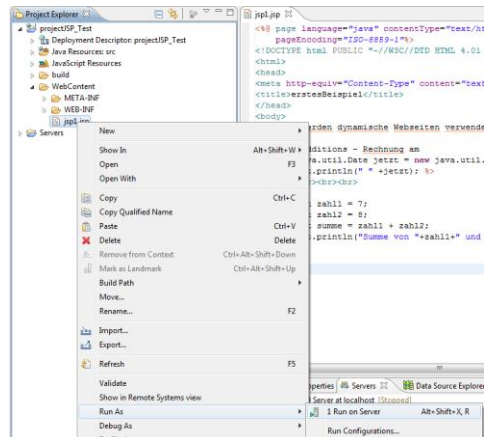 Project Explorer
projectJSP_Test
Deployment Descriptor: projectJSP_Test
Java Resources: src
JavaScript Resources
build
WebContent
META-INF
WEB-INF
jsp1.jsp
Servers
New
Show In Alt+Shift+W
Open F3
Open With
Copy Ctrl+C
Copy Qualified Name
Paste Ctrl+V
Delete Delete
Remove from Context Ctrl+Alt+Shift+Down
Mark as Landmark Ctrl+Alt+Shift+Up
Build Path
Move...
Rename... F2
Import...
Export...
Refresh F5
Validate
Show in Remote Systems view
Run As
Debug As
jsp1.jsp
<%@ page language="java" contentType="text/ht
pageEncoding="ISO-8859-1"%>
<!DOCTYPE html PUBLIC "-//W3C//DTD HTML 4.01
<html>
<head>
<meta http-equiv="Content-Type" content="text
<title>erstesBeispiel</title>
</head>
<body>
rden dynamische Webseiten verwende
dditions - Rechnung am
va.util.Date jetzt = new java.util.
.println(" " +jetzt); %>
><br><br>
zahl1 = 7;
zahl2 = 8;
t summe = zahl1 + zahl2;
.println("Summe von "+zahl1+" und
operties Servers Data Source Explorer
Server at localhost [Stopped]
1 Run on Server Alt+Shift+X, R
Run Configurations...